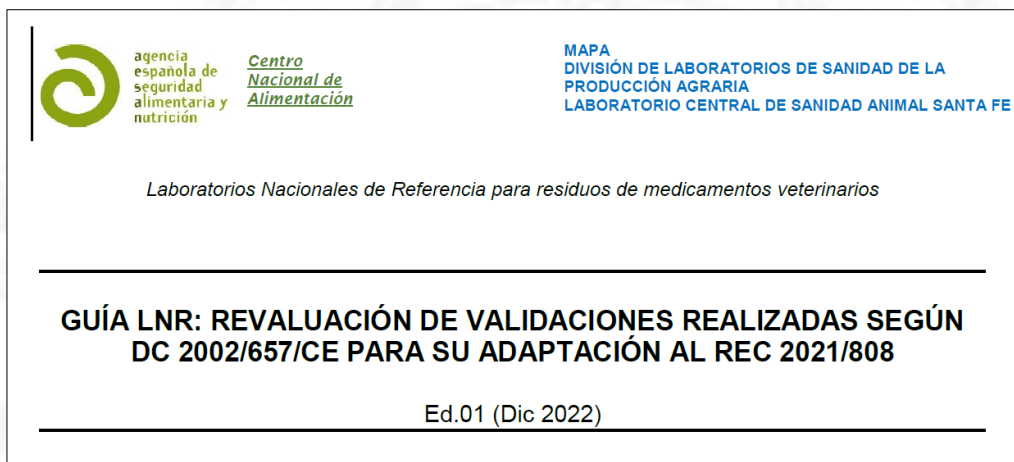 agencia
española de
seguridad
alimentaria y
nutrición
Centro
Nacional de
Alimentación
MAPA
DIVISIÓN DE LABORATORIOS DE SANIDAD DE LA
PRODUCCIÓN AGRARIA
LABORATORIO CENTRAL DE SANIDAD ANIMAL SANTA FE
Laboratorios Nacionales de Referencia para residuos de medicamentos veterinarios
GUÍA LNR: REVALUACIÓN DE VALIDACIONES REALIZADAS SEGÚN
DC 2002/657/CE PARA SU ADAPTACIÓN AL REC 2021/808
Ed.01 (Dic 2022)